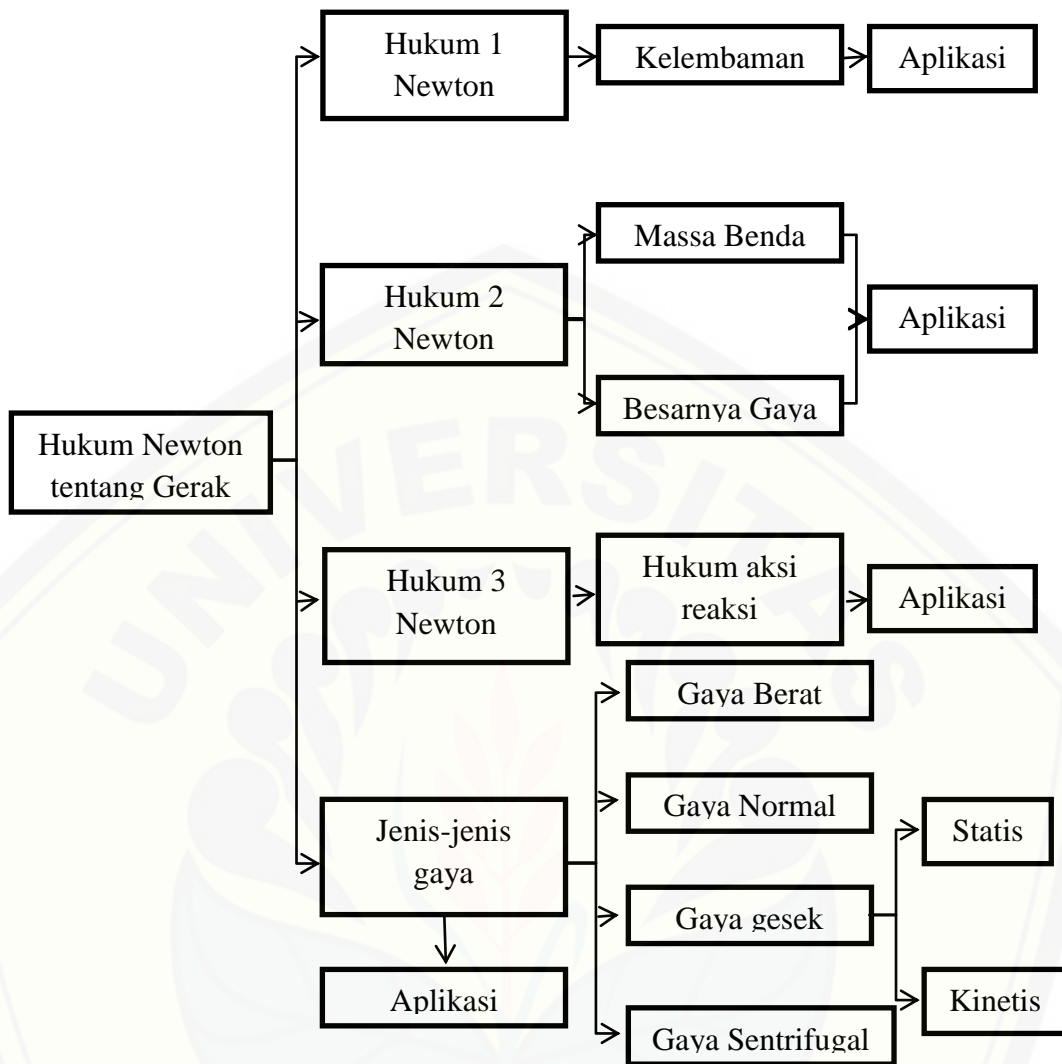 Hukum 1
Newton
Kelembaman
Aplikasi
Hukum 2
Newton
Massa Benda
Besarnya Gaya
Aplikasi
Hukum Newton
tentang Gerak
Hukum 3
Newton
Hukum aksi
reaksi
Aplikasi
Jenis-jenis
gaya
Aplikasi
Gaya Berat
Gaya Normal
Gaya gesek
Statis
Kinetis
Gaya Sentrifugal
UNIVERSITAS